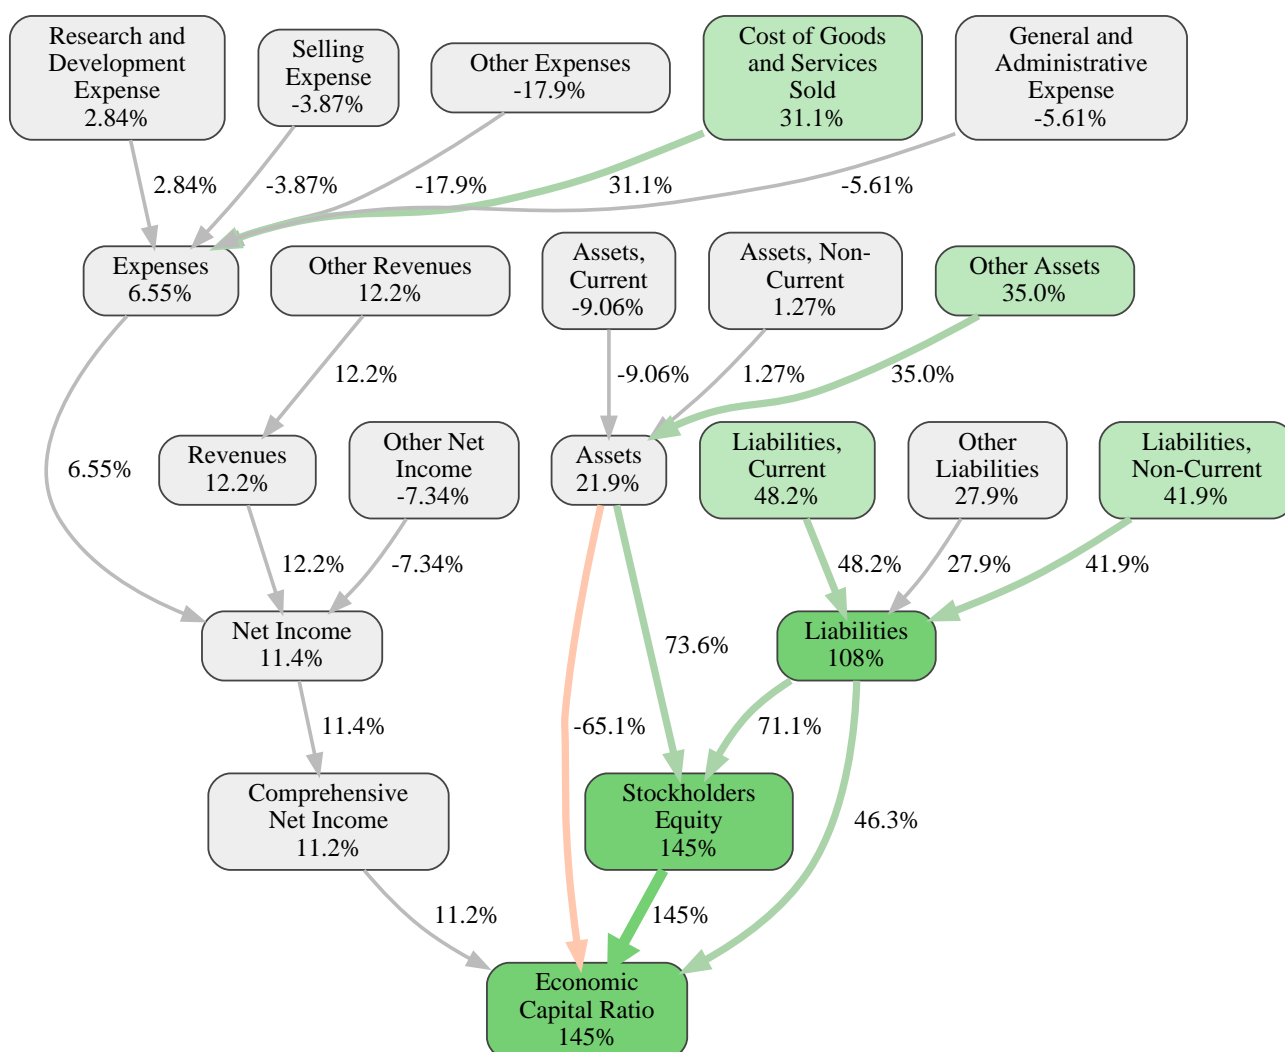 Research and
Development
Expense
2.84%
Selling
Expense
-3.87%
Other Expenses
-17.9%
Cost of Goods
and Services
Sold
31.1%
General and
Administrative
Expense
-5.61%
2.84%
-3.87%
-17.9%
31.1%
-5.61%
Expenses
6.55%
Other Revenues
12.2%
Assets,
Current
-9.06%
Assets, Non-
Current
1.27%
Other Assets
35.0%
12.2%
-9.06%
1.27%
35.0%
6.55%
Revenues
12.2%
Other Net
Income
-7.34%
Assets
21.9%
Liabilities,
Current
48.2%
Other
Liabilities
27.9%
Liabilities,
Non-Current
41.9%
12.2%
-7.34%
48.2%
27.9%
41.9%
Net Income
11.4%
73.6%
Liabilities
108%
11.4%
-65.1%
71.1%
Comprehensive
Net Income
11.2%
Stockholders
Equity
145%
46.3%
11.2%
145%
Economic
Capital Ratio
145%